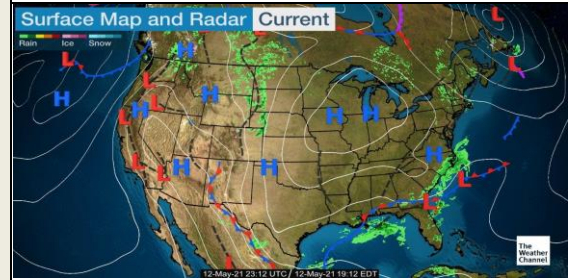 Surface Map and Radar Current
Rain Ice Snow
L
H
L
L
L
H
L
H
L
H
H
H
L
L
H
H
H
L
L
L
L
The
Weather
Channel
12-May-21 23:12 UTC / 12-May-21 19:12 EDT